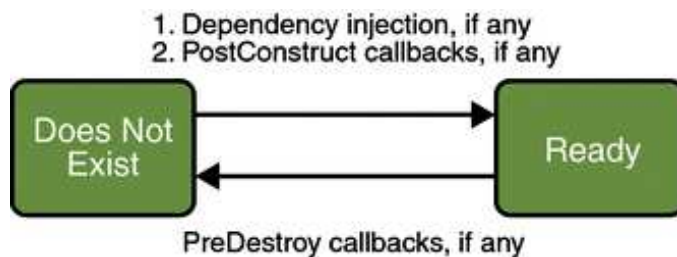 1. Dependency injection, if any
2. PostConstruct callbacks, if any
Does Not
Exist
Ready
PreDestroy callbacks, if any